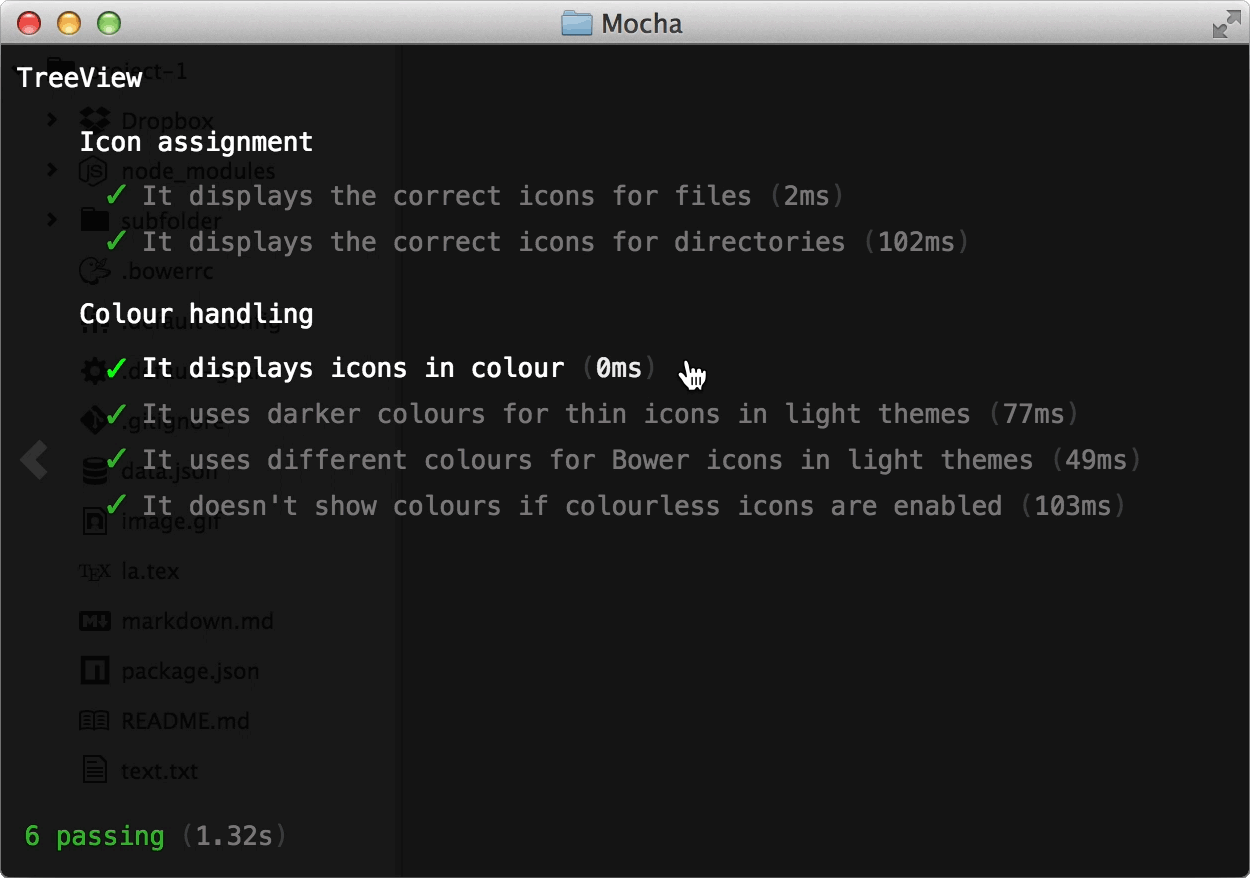 Mocha
project-1
TreeView
Dropbox
Icon assignment
node_modules
✓ It displays the correct icons for files (2ms)
subfolder
✓ It displays the correct icons for directories (102ms)
.bowerrc
Colour handling
✓ It displays icons in colour (0ms)
✓ It uses darker colours for thin icons in light themes (77ms)
.gitignore
✓ It uses different colours for Bower icons in light themes (49ms)
data.json
✓ It doesn't show colours if colourless icons are enabled (103ms)
image.gif
TEX la.tex
M↓ markdown.md
package.json
README.md
text.txt
6 passing (1.32s)